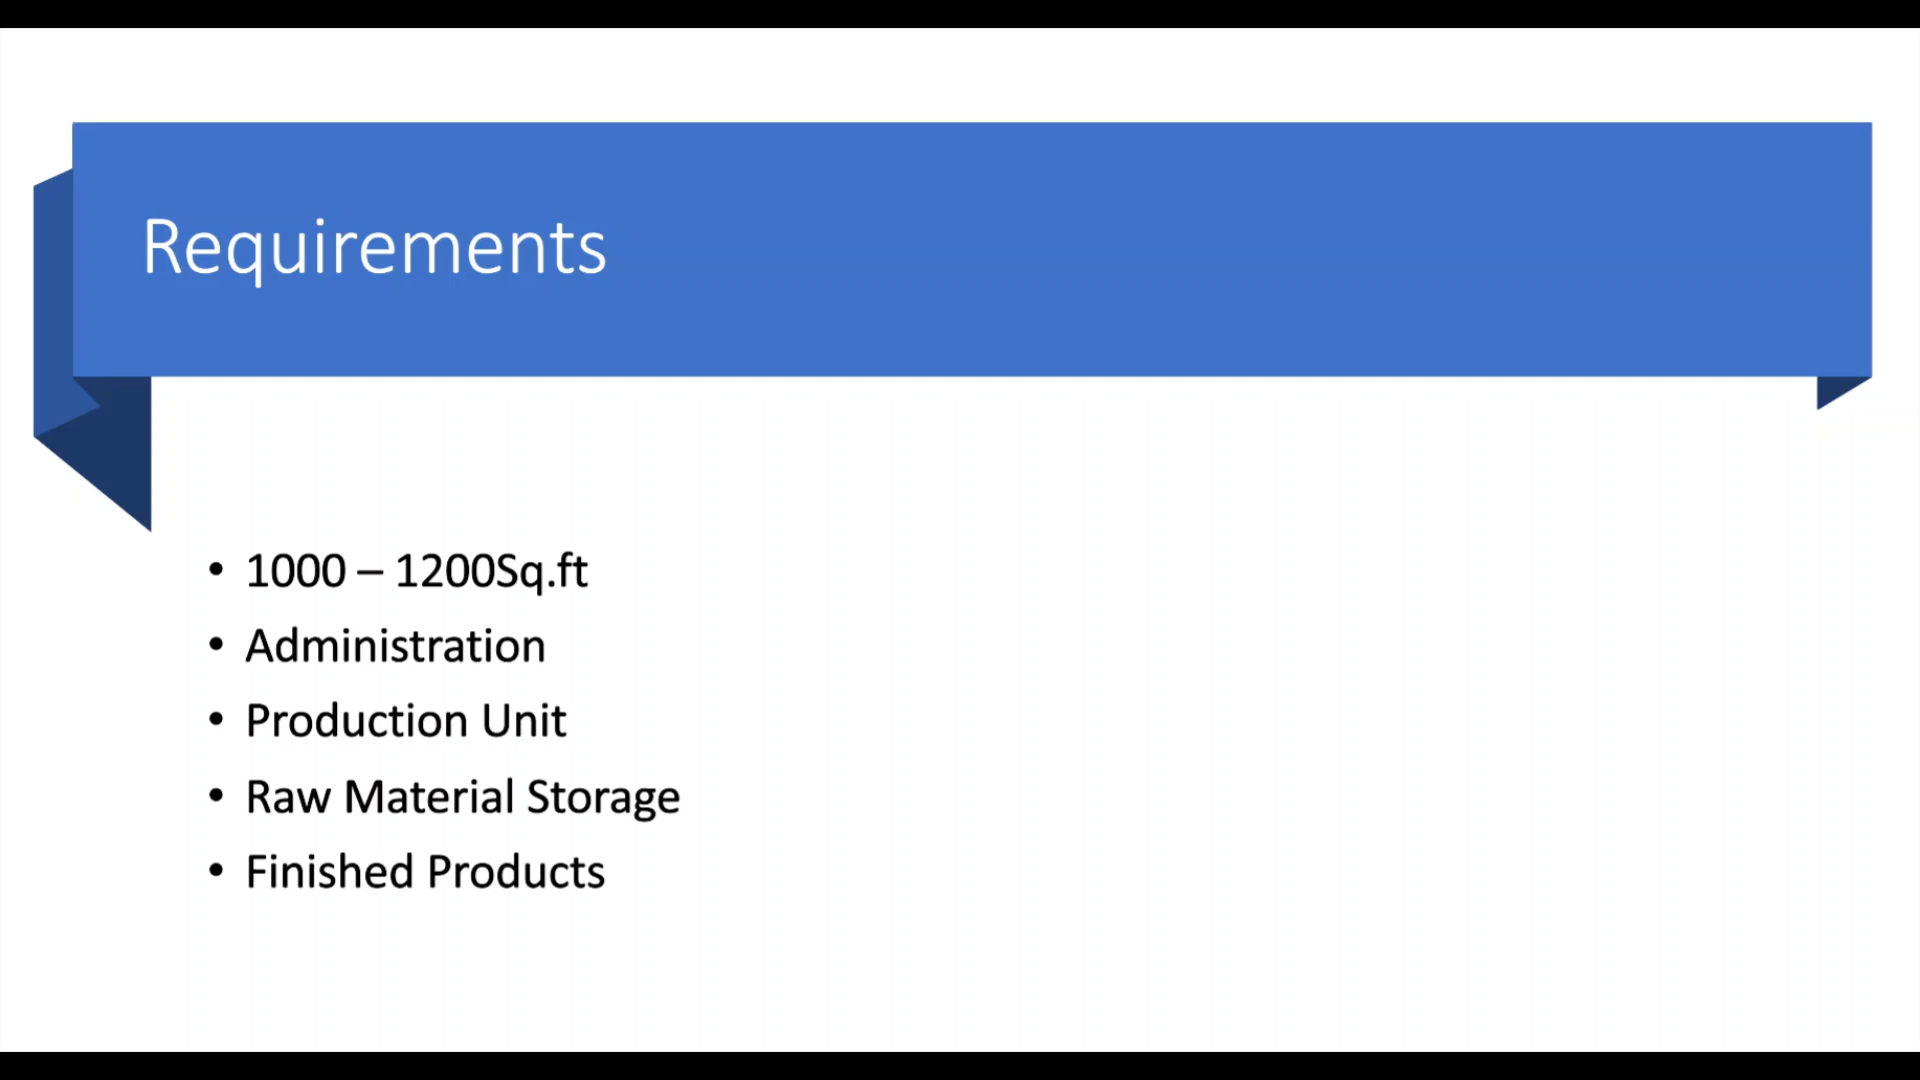 Requirements
• 1000 – 1200Sq.ft
• Administration
• Production Unit
• Raw Material Storage
• Finished Products